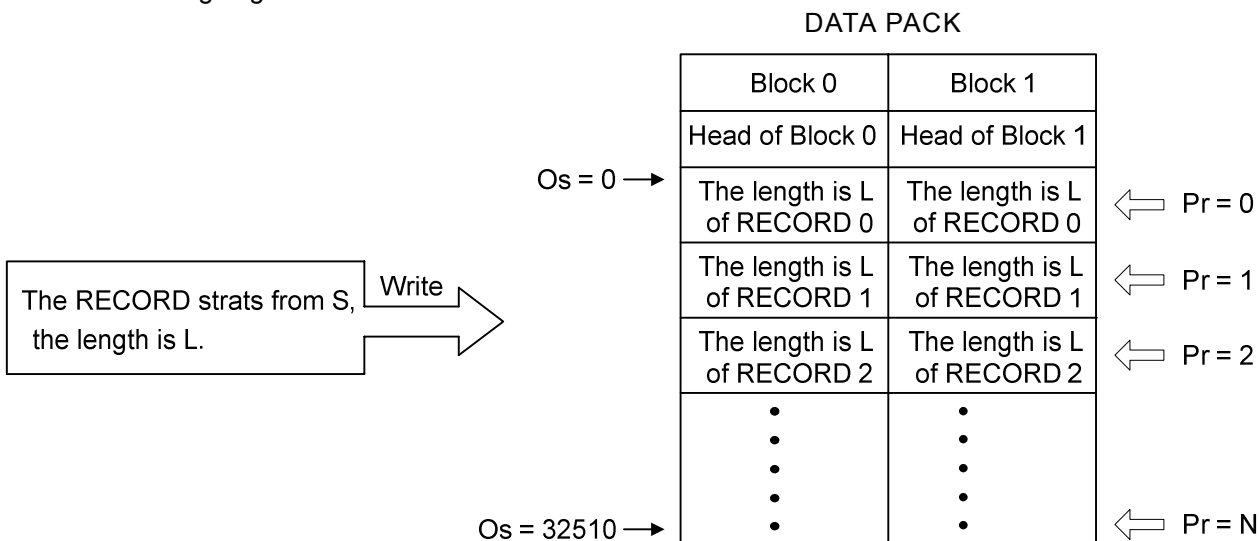 DATA PACK
Block 0
Block 1
Head of Block 0
Head of Block 1
Os = 0
The length is L
of RECORD 0
The length is L
of RECORD 0
Pr = 0
The RECORD strats from S,
the length is L.
Write
The length is L
of RECORD 1
The length is L
of RECORD 1
Pr = 1
The length is L
of RECORD 2
The length is L
of RECORD 2
Pr = 2
Os = 32510
Pr = N